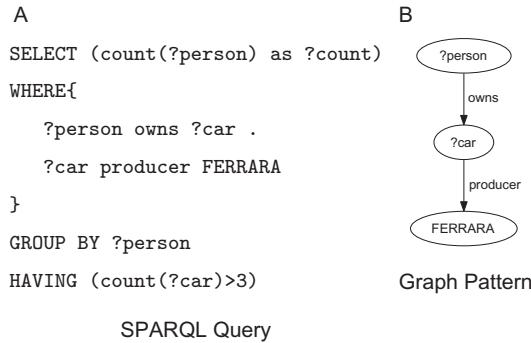 A
SELECT (count(?person) as ?count)
WHERE{
?person owns ?car .
?car producer FERRARA
}
GROUP BY ?person
HAVING (count(?car)>3)
SPARQL Query
B
?person
owns
?car
producer
FERRARA
Graph Pattern